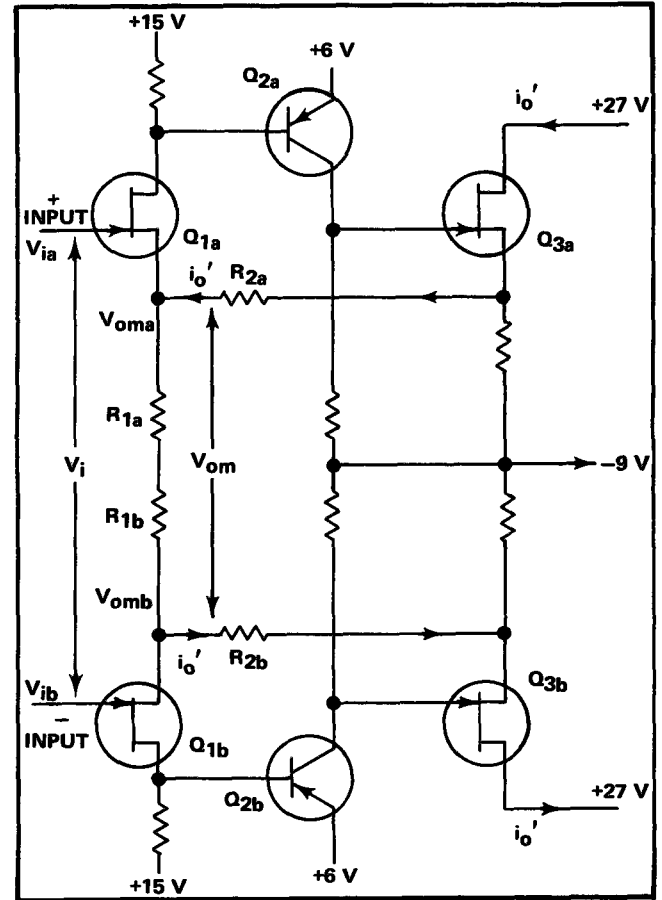 +15 V
+6 V
Q2a
io'
+27 V
+
INPUT
Via
Q1a
Q3a
io'
R2a
Voma
R1a
Vi
Vom
-9 V
R1b
Vomb
io'
R2b
Q3b
Vib
−
INPUT
Q1b
Q2b
+27 V
io'
+15 V
+6 V